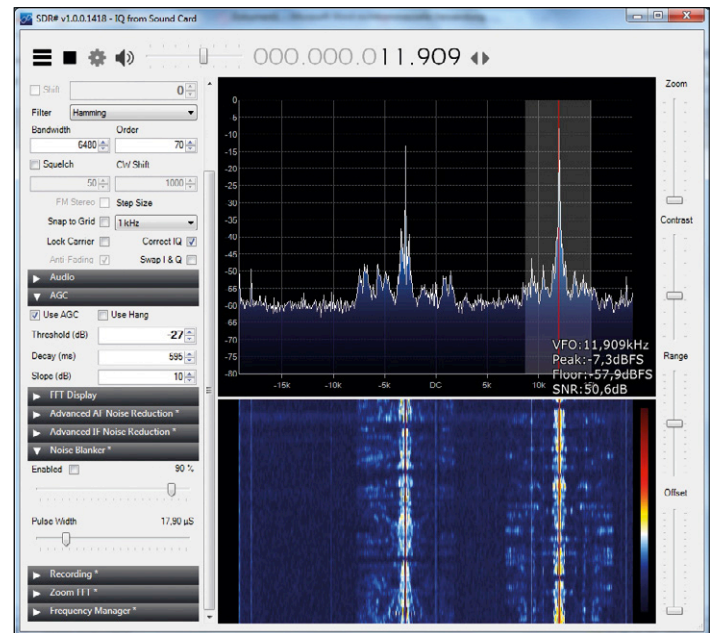 SDR# v1.0.0.1418 - IQ from Sound Card
000.000.011.909
Shift 0
Filter Hamming
Bandwidth Order
6400 70
Squelch CW Shift
50 1000
FM Stereo Step Size
Snap to Grid 1 kHz
Lock Carrier Correct IQ
Anti Fading Swap I & Q
Audio
AGC
Use AGC Use Hang
Threshold (dB) -27
Decay (ms) 595
Slope (dB) 10
FFT Display
Advanced AF Noise Reduction *
Advanced IF Noise Reduction *
Noise Blanker *
Enabled 90 %
Pulse Width 17,90 µS
Recording *
Zoom FFT *
Frequency Manager *
0
-5
-10
-15
-20
-25
-30
-35
-40
-45
-50
-55
-60
-66
-70
-75
-80
-15k -10k -5k DC 5k 10k
VFO:11,909kHz
Peak:-7,3dBFS
Floor:-57,9dBFS
SNR:50,6dB
Zoom
Contrast
Range
Offset